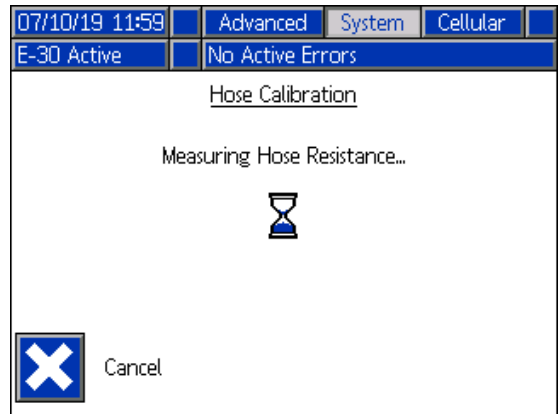 07/10/19 11:59 Advanced System Cellular
E-30 Active No Active Errors
Hose Calibration
Measuring Hose Resistance...
Cancel